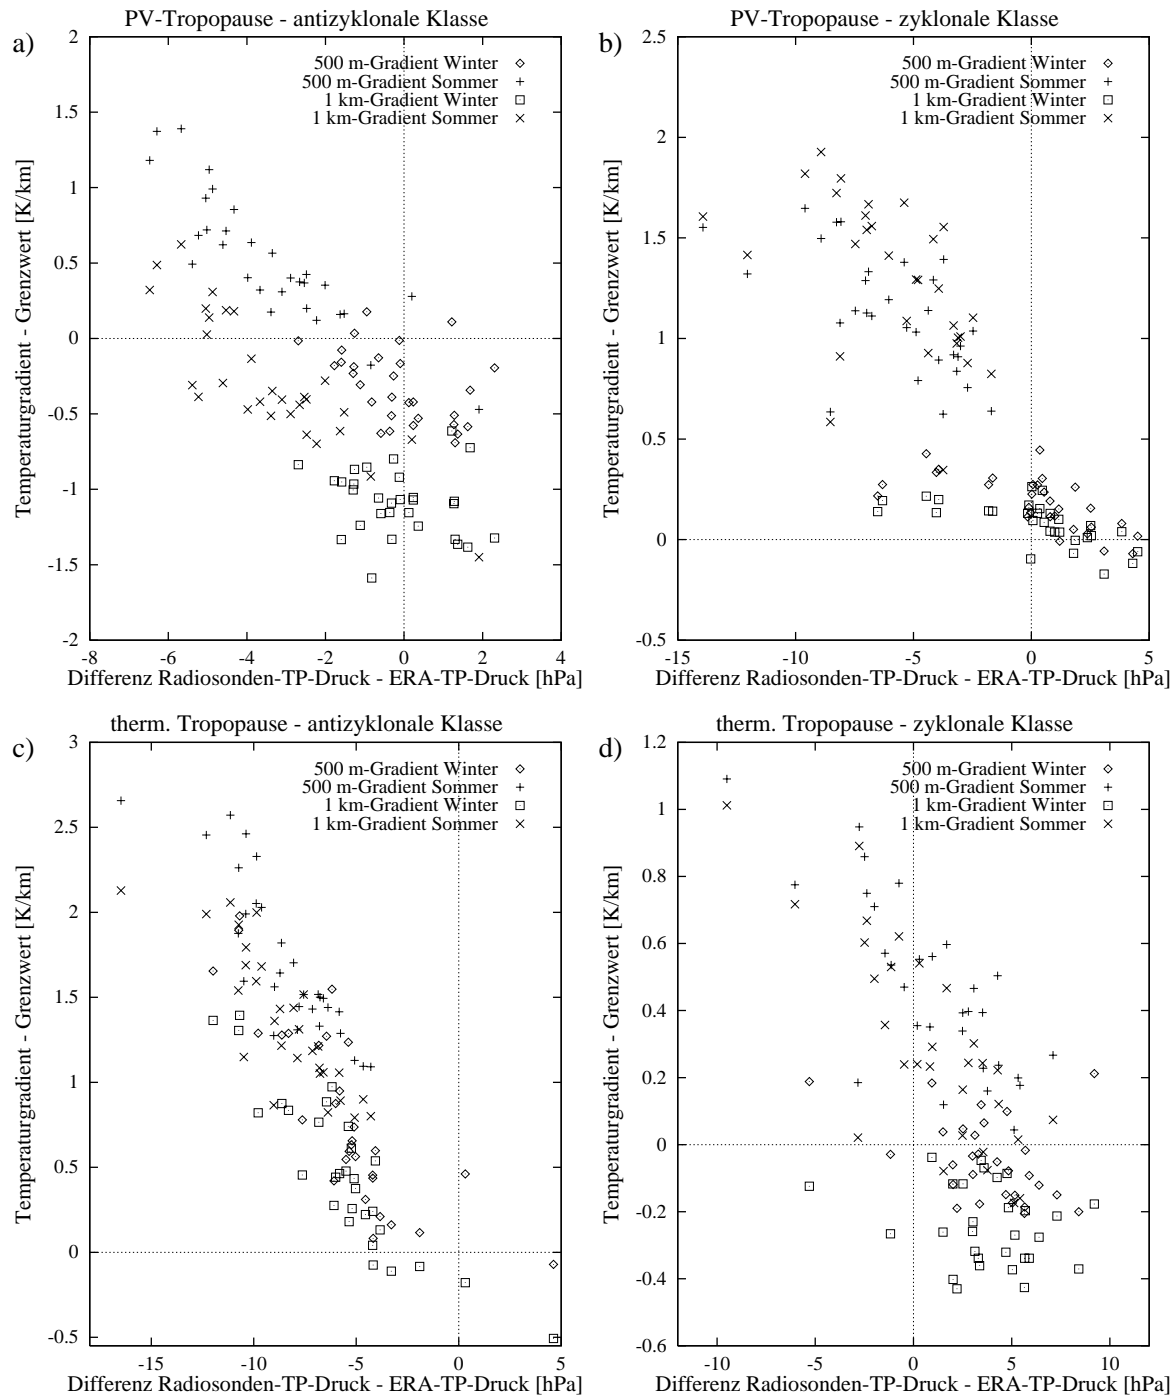 PV-Tropopause - antizyklonale Klasse
a)
2
1.5
1
0.5
0
-0.5
-1
-1.5
-2
Temperaturgradient - Grenzwert [K/km]
500 m-Gradient Winter
500 m-Gradient Sommer
1 km-Gradient Winter
1 km-Gradient Sommer
-8 -6 -4 -2 0 2 4
Differenz Radiosonden-TP-Druck - ERA-TP-Druck [hPa]
PV-Tropopause - zyklonale Klasse
b)
2.5
2
1.5
1
0.5
0
-0.5
Temperaturgradient - Grenzwert [K/km]
500 m-Gradient Winter
500 m-Gradient Sommer
1 km-Gradient Winter
1 km-Gradient Sommer
-15 -10 -5 0 5
Differenz Radiosonden-TP-Druck - ERA-TP-Druck [hPa]
therm. Tropopause - antizyklonale Klasse
c)
3
2.5
2
1.5
1
0.5
0
-0.5
Temperaturgradient - Grenzwert [K/km]
500 m-Gradient Winter
500 m-Gradient Sommer
1 km-Gradient Winter
1 km-Gradient Sommer
-15 -10 -5 0 5
Differenz Radiosonden-TP-Druck - ERA-TP-Druck [hPa]
therm. Tropopause - zyklonale Klasse
d)
1.2
1
0.8
0.6
0.4
0.2
0
-0.2
-0.4
-0.6
Temperaturgradient - Grenzwert [K/km]
500 m-Gradient Winter
500 m-Gradient Sommer
1 km-Gradient Winter
1 km-Gradient Sommer
-10 -5 0 5 10
Differenz Radiosonden-TP-Druck - ERA-TP-Druck [hPa]